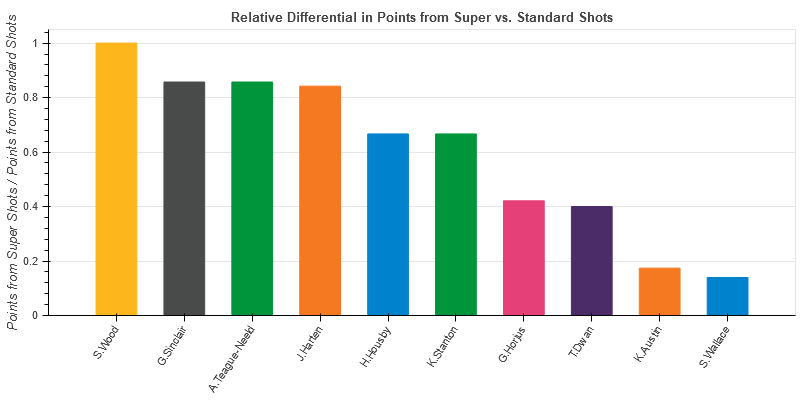 Relative Differential in Points from Super vs. Standard Shots
Points from Super Shots / Points from Standard Shots
1
0.8
0.6
0.4
0.2
0
S.Wood
G.Sinclair
A.Teague-Neeld
J.Harten
H.Housby
K.Stanton
G.Horjus
T.Dwan
K.Austin
S.Wallace